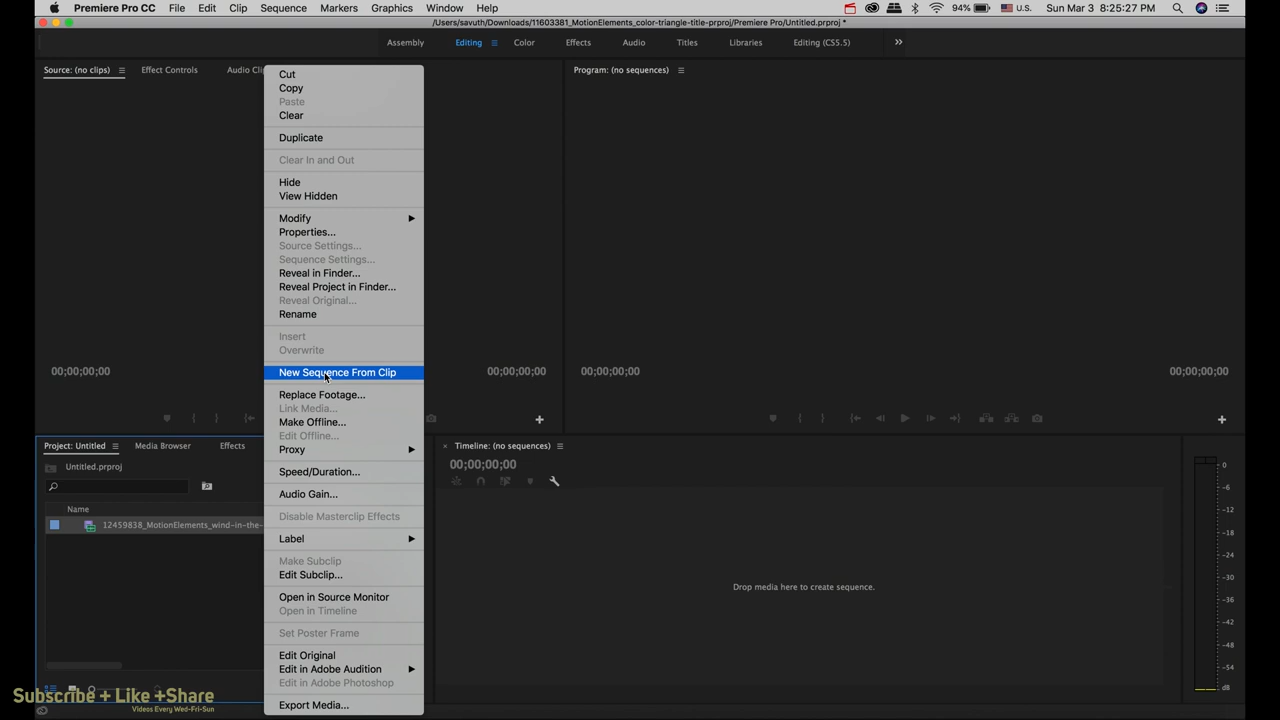 Premiere Pro CC File Edit Clip Sequence Markers Graphics Window Help 94% U.S. Sun Mar 3 8:25:27 PM
/Users/savuth/Downloads/11603381_MotionElements_color-triangle-title-prproj/Premiere Pro/Untitled.prproj *
Assembly Editing Color Effects Audio Titles Libraries Editing (CS5.5)
Source: (no clips) Effect Controls Audio Cli Program: (no sequences)
Cut
Copy
Paste
Clear
Duplicate
Clear In and Out
Hide
View Hidden
Modify
Properties...
Source Settings...
Sequence Settings...
Reveal in Finder...
Reveal Project in Finder...
Reveal Original...
Rename
Insert
Overwrite
New Sequence From Clip
Replace Footage...
Link Media...
Make Offline...
Edit Offline...
Proxy
Speed/Duration...
Audio Gain...
Disable Masterclip Effects
Label
Make Subclip
Edit Subclip...
Open in Source Monitor
Open in Timeline
Set Poster Frame
Edit Original
Edit in Adobe Audition
Edit in Adobe Photoshop
Export Media...
00;00;00;00 00;00;00;00 00;00;00;00 00;00;00;00
Project: Untitled Media Browser Effects
Untitled.prproj
Name
12459838_MotionElements_wind-in-the-
Timeline: (no sequences)
00;00;00;00
Drop media here to create sequence.
0
-6
-12
-18
-24
-30
-36
-42
-48
-54
dB
Subscribe + Like +Share
Videos Every Wed-Fri-Sun